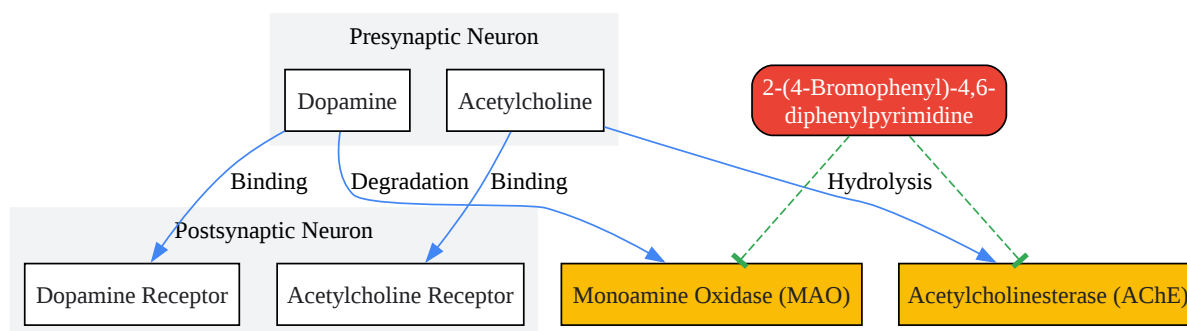 Presynaptic Neuron
Dopamine
Acetylcholine
2-(4-Bromophenyl)-4,6-
diphenylpyrimidine
Binding
Degradation
Binding
Hydrolysis
Postsynaptic Neuron
Dopamine Receptor
Acetylcholine Receptor
Monoamine Oxidase (MAO)
Acetylcholinesterase (AChE)